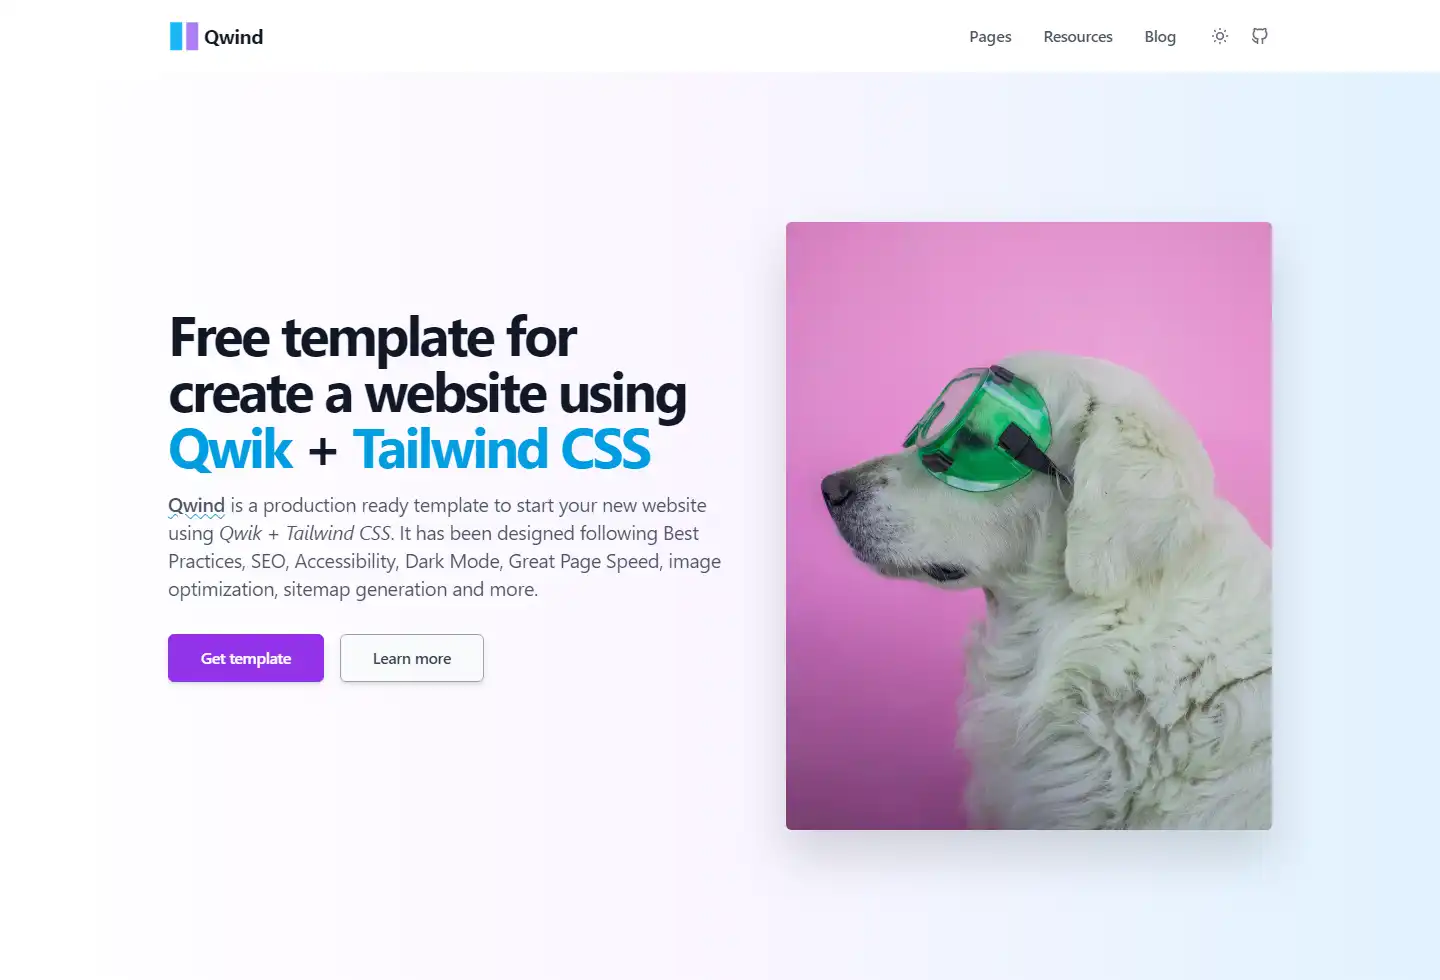 Qwind
Pages
Resources
Blog
Free template for
create a website using
Qwik + Tailwind CSS
Qwind is a production ready template to start your new website
using Qwik + Tailwind CSS. It has been designed following Best
Practices, SEO, Accessibility, Dark Mode, Great Page Speed, image
optimization, sitemap generation and more.
Get template
Learn more